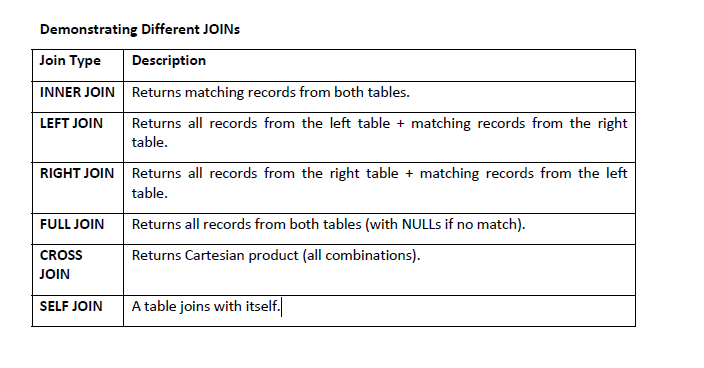 Demonstrating Different JOINs
Join Type Description
INNER JOIN Returns matching records from both tables.
LEFT JOIN Returns all records from the left table + matching records from the right
table.
RIGHT JOIN Returns all records from the right table + matching records from the left
table.
FULL JOIN Returns all records from both tables (with NULLs if no match).
CROSS Returns Cartesian product (all combinations).
JOIN
SELF JOIN A table joins with itself.